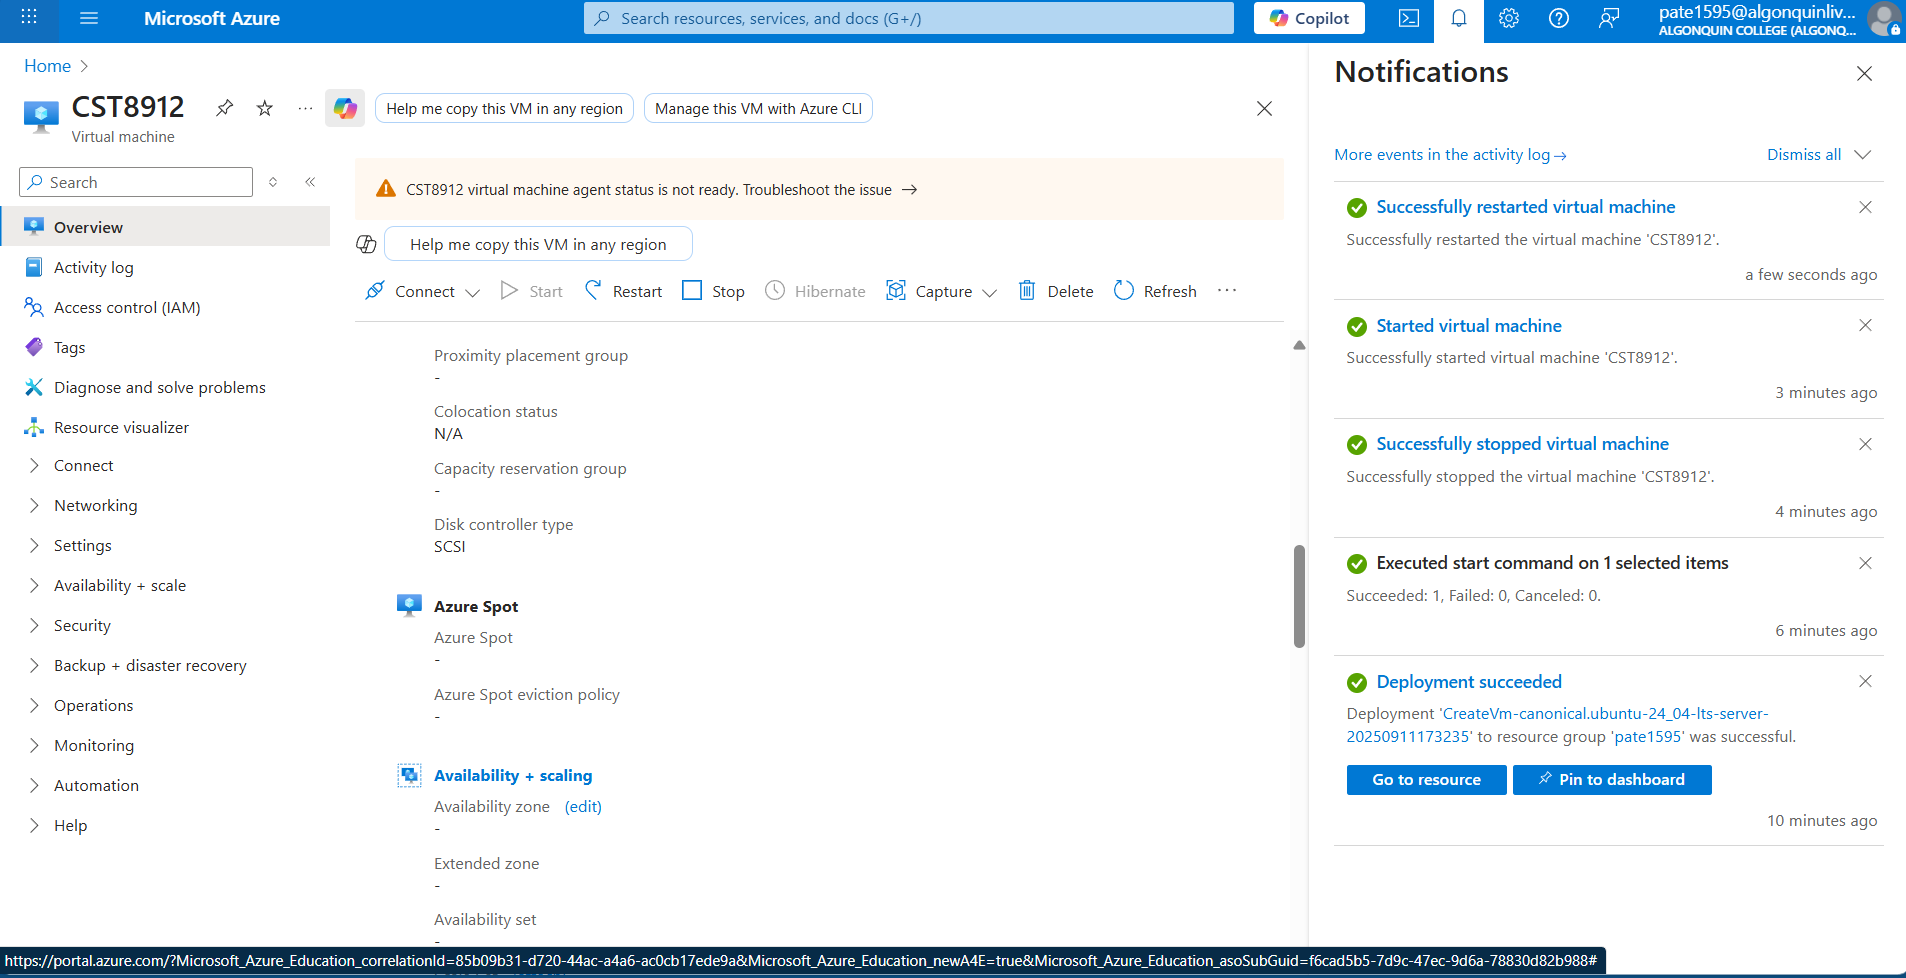 Microsoft Azure
Search resources, services, and docs (G+/)
Copilot
pate1595@algonquinliv...
ALGONQUIN COLLEGE (ALGONQ...
Home
CST8912
Virtual machine
Help me copy this VM in any region
Manage this VM with Azure CLI
Search
Overview
Activity log
Access control (IAM)
Tags
Diagnose and solve problems
Resource visualizer
Connect
Networking
Settings
Availability + scale
Security
Backup + disaster recovery
Operations
Monitoring
Automation
Help
CST8912 virtual machine agent status is not ready. Troubleshoot the issue →
Help me copy this VM in any region
Connect
Start
Restart
Stop
Hibernate
Capture
Delete
Refresh
Proximity placement group
-
Colocation status
N/A
Capacity reservation group
-
Disk controller type
SCSI
Azure Spot
Azure Spot
-
Azure Spot eviction policy
-
Availability + scaling
Availability zone (edit)
-
Extended zone
-
Availability set
-
Notifications
More events in the activity log →
Dismiss all
Successfully restarted virtual machine
Successfully restarted the virtual machine 'CST8912'.
a few seconds ago
Started virtual machine
Successfully started virtual machine 'CST8912'.
3 minutes ago
Successfully stopped virtual machine
Successfully stopped the virtual machine 'CST8912'.
4 minutes ago
Executed start command on 1 selected items
Succeeded: 1, Failed: 0, Canceled: 0.
6 minutes ago
Deployment succeeded
Deployment 'CreateVm-canonical.ubuntu-24_04-lts-server-
20250911173235' to resource group 'pate1595' was successful.
Go to resource
Pin to dashboard
10 minutes ago
https://portal.azure.com/?Microsoft_Azure_Education_correlationId=85b09b31-d720-44ac-a4a6-ac0cb17ede9a&Microsoft_Azure_Education_newA4E=true&Microsoft_Azure_Education_asoSubGuid=f6cad5b5-7d9c-47ec-9d6a-78830d82b988#